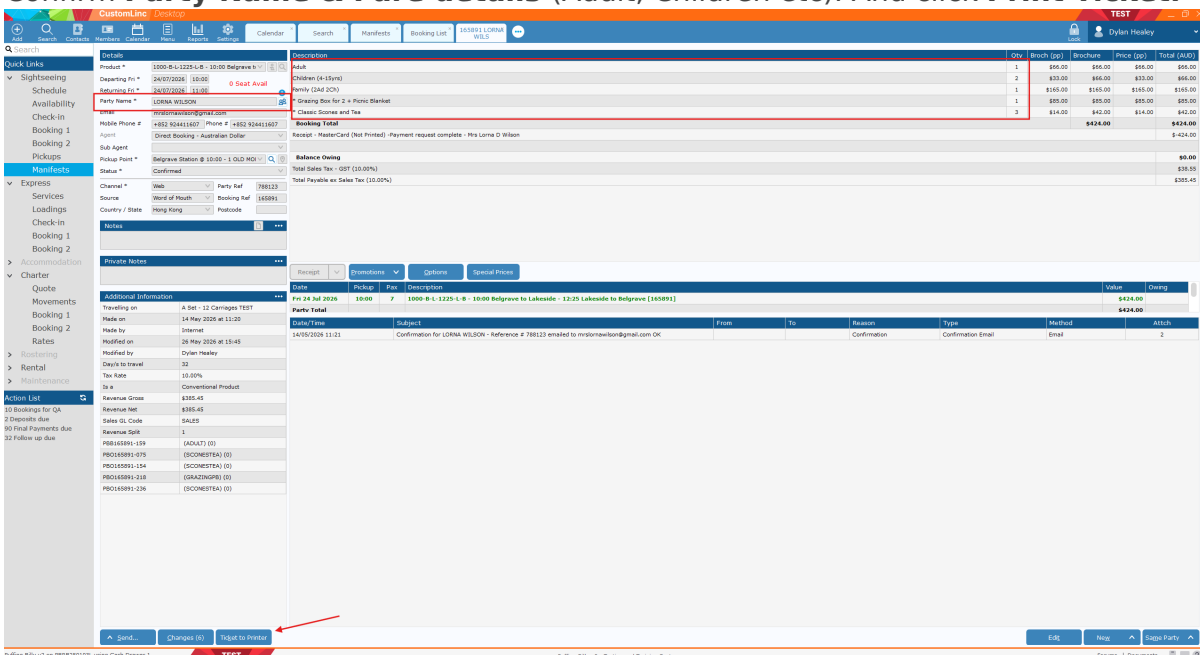 Confirm Party Name & Fare details (Adult, Children etc). And click Print Ticket.
CustomLinc Desktop
TEST
Add Search Contacts Members Calendar Menu Reports Settings
Calendar Search Manifests Booking List 165891 LORNA WILS
Lock Dylan Healey
Search
Quick Links
Sightseeing
Schedule
Availability
Check-in
Booking 1
Booking 2
Pickups
Manifests
Express
Services
Loadings
Check-in
Booking 1
Booking 2
Accommodation
Charter
Quote
Movements
Booking 1
Booking 2
Rates
Rostering
Rental
Maintenance
Action List
10 Bookings for QA
2 Deposits due
90 Final Payments due
32 Follow up due
Details
Product * 1000-B-L-1225-L-B - 10:00 Belgrave t
Departing Fri * 24/07/2026 10:00
0 Seat Avail
Returning Fri * 24/07/2026 11:00
Party Name * LORNA WILSON
Email mrslornawilson@gmail.com
Mobile Phone # +852 924411607 Phone # +852 924411607
Agent Direct Booking - Australian Dollar
Sub Agent
Pickup Point * Belgrave Station @ 10:00 - 1 OLD MO
Status * Confirmed
Channel * Web Party Ref 788123
Source Word of Mouth Booking Ref 165891
Country / State Hong Kong Postcode
Notes
Private Notes
Additional Information
Travelling on A Set - 12 Carriages TEST
Made on 14 May 2026 at 11:20
Made by Internet
Modified on 26 May 2026 at 15:45
Modified by Dylan Healey
Day/s to travel 32
Tax Rate 10.00%
Is a Conventional Product
Revenue Gross $385.45
Revenue Net $385.45
Sales GL Code SALES
Revenue Split 1
PBB165891-159 (ADULT) (0)
PBO165891-075 (SCONESTEA) (0)
PBO165891-154 (SCONESTEA) (0)
PBO165891-218 (GRAZINGPB) (0)
PBO165891-236 (SCONESTEA) (0)
Description Qty Broch (pp) Brochure Price (pp) Total (AUD)
Adult 1 $66.00 $66.00 $66.00 $66.00
Children (4-15yrs) 2 $33.00 $66.00 $33.00 $66.00
Family (2Ad 2Ch) 1 $165.00 $165.00 $165.00 $165.00
* Grazing Box for 2 + Picnic Blanket 1 $85.00 $85.00 $85.00 $85.00
* Classic Scones and Tea 3 $14.00 $42.00 $14.00 $42.00
Booking Total $424.00 $424.00
Receipt - MasterCard (Not Printed) -Payment request complete - Mrs Lorna D Wilson $-424.00
Balance Owing $0.00
Total Sales Tax - GST (10.00%) $38.55
Total Payable ex Sales Tax (10.00%) $385.45
Receipt Promotions Options Special Prices
Date Pickup Pax Description Value Owing
Fri 24 Jul 2026 10:00 7 1000-B-L-1225-L-B - 10:00 Belgrave to Lakeside - 12:25 Lakeside to Belgrave [165891] $424.00
Party Total $424.00
Date/Time Subject From To Reason Type Method Attch
14/05/2026 11:21 Confirmation for LORNA WILSON - Reference # 788123 emailed to mrslornawilson@gmail.com OK Confirmation Confirmation Email Email 2
Send... Changes (6) Ticket to Printer
Edit New Same Party
TEST